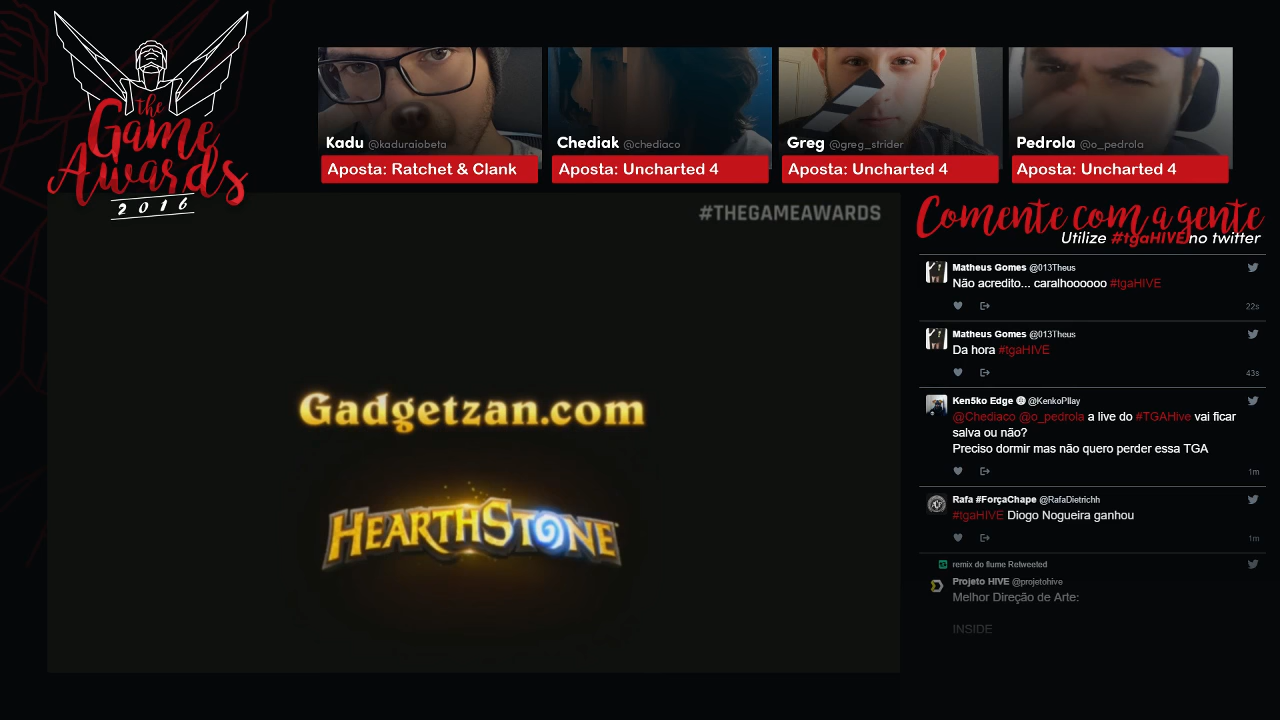 the
Game
Awards
2016
Kadu @kaduraiobeta
Aposta: Ratchet & Clank
Chediak @chediaco
Aposta: Uncharted 4
Greg @greg_strider
Aposta: Uncharted 4
Pedrola @o_pedrola
Aposta: Uncharted 4
#THEGAMEAWARDS
Gadgetzan.com
HEARTHSTONE
Comente com a gente
Utilize #tgaHIVE no twitter
Matheus Gomes @013Theus
Não acredito... caralhoooooo #tgaHIVE
22s
Matheus Gomes @013Theus
Da hora #tgaHIVE
43s
Ken5ko Edge @KenkoPllay
@Chediaco @o_pedrola a live do #TGAHive vai ficar
salva ou não?
Preciso dormir mas não quero perder essa TGA
1m
Rafa #ForçaChape @RafaDietrichh
#tgaHIVE Diogo Nogueira ganhou
1m
remix do flume Retweeted
Projeto HIVE @projetohive
Melhor Direção de Arte:
INSIDE